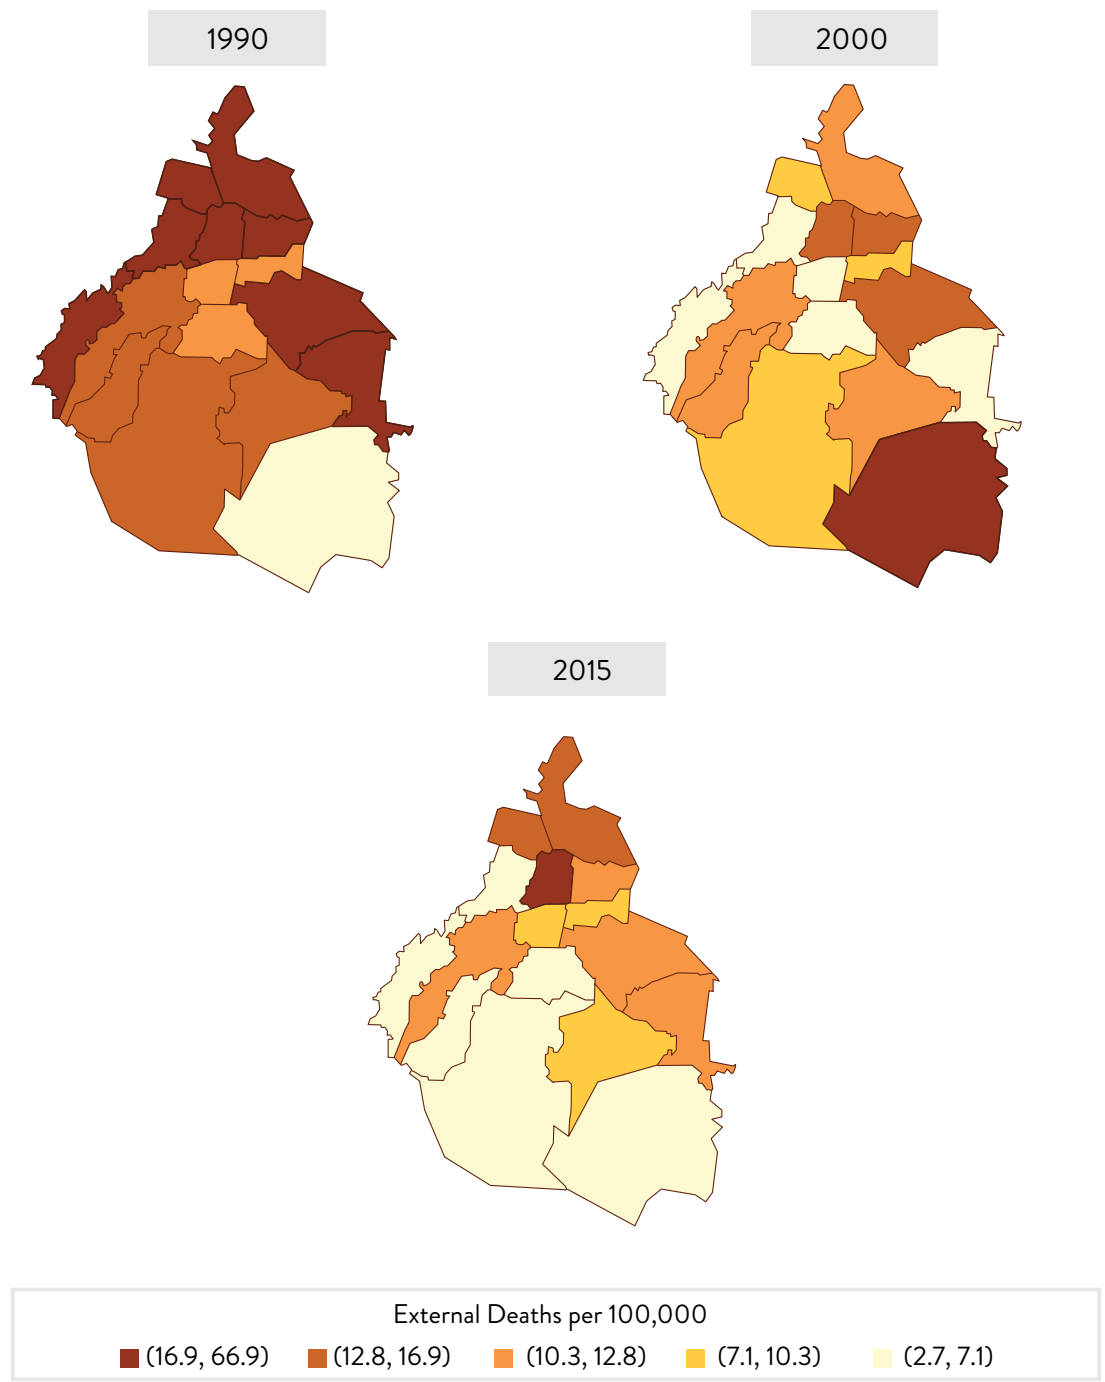 1990
2000
2015
External Deaths per 100,000
(16.9, 66.9) (12.8, 16.9) (10.3, 12.8) (7.1, 10.3) (2.7, 7.1)